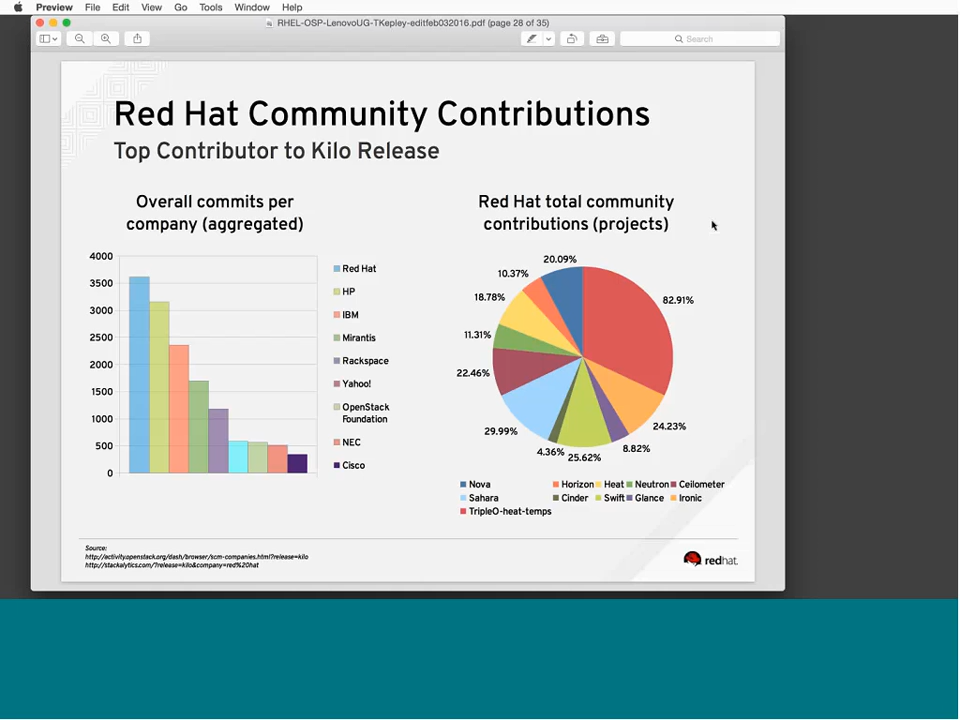 Preview File Edit View Go Tools Window Help
RHEL-OSP-LenovoUG-TKepley-editfeb032016.pdf (page 28 of 35)
Search
Red Hat Community Contributions
Top Contributor to Kilo Release
Overall commits per
company (aggregated)
4000
3500
3000
2500
2000
1500
1000
500
0
Red Hat
HP
IBM
Mirantis
Rackspace
Yahoo!
OpenStack
Foundation
NEC
Cisco
Red Hat total community
contributions (projects)
20.09%
10.37%
82.91%
18.78%
11.31%
22.46%
24.23%
29.99%
8.82%
4.36%
25.62%
Nova Horizon Heat Neutron Ceilometer
Sahara Cinder Swift Glance Ironic
TripleO-heat-temps
Source:
http://activity.openstack.org/dash/browser/scm-companies.html?release=kilo
http://stackalytics.com/?release=kilo&company=red%20hat
redhat.